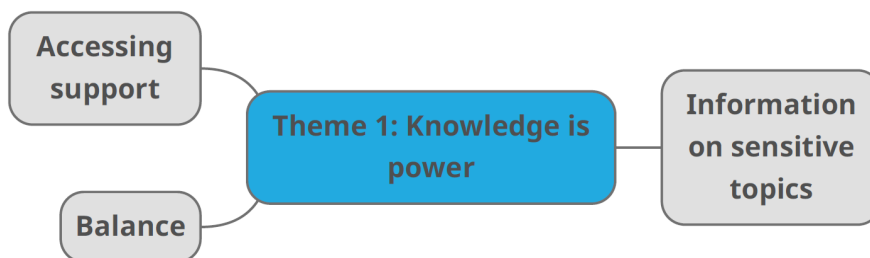 Accessing
support
Theme 1: Knowledge is
power
Information
on sensitive
topics
Balance